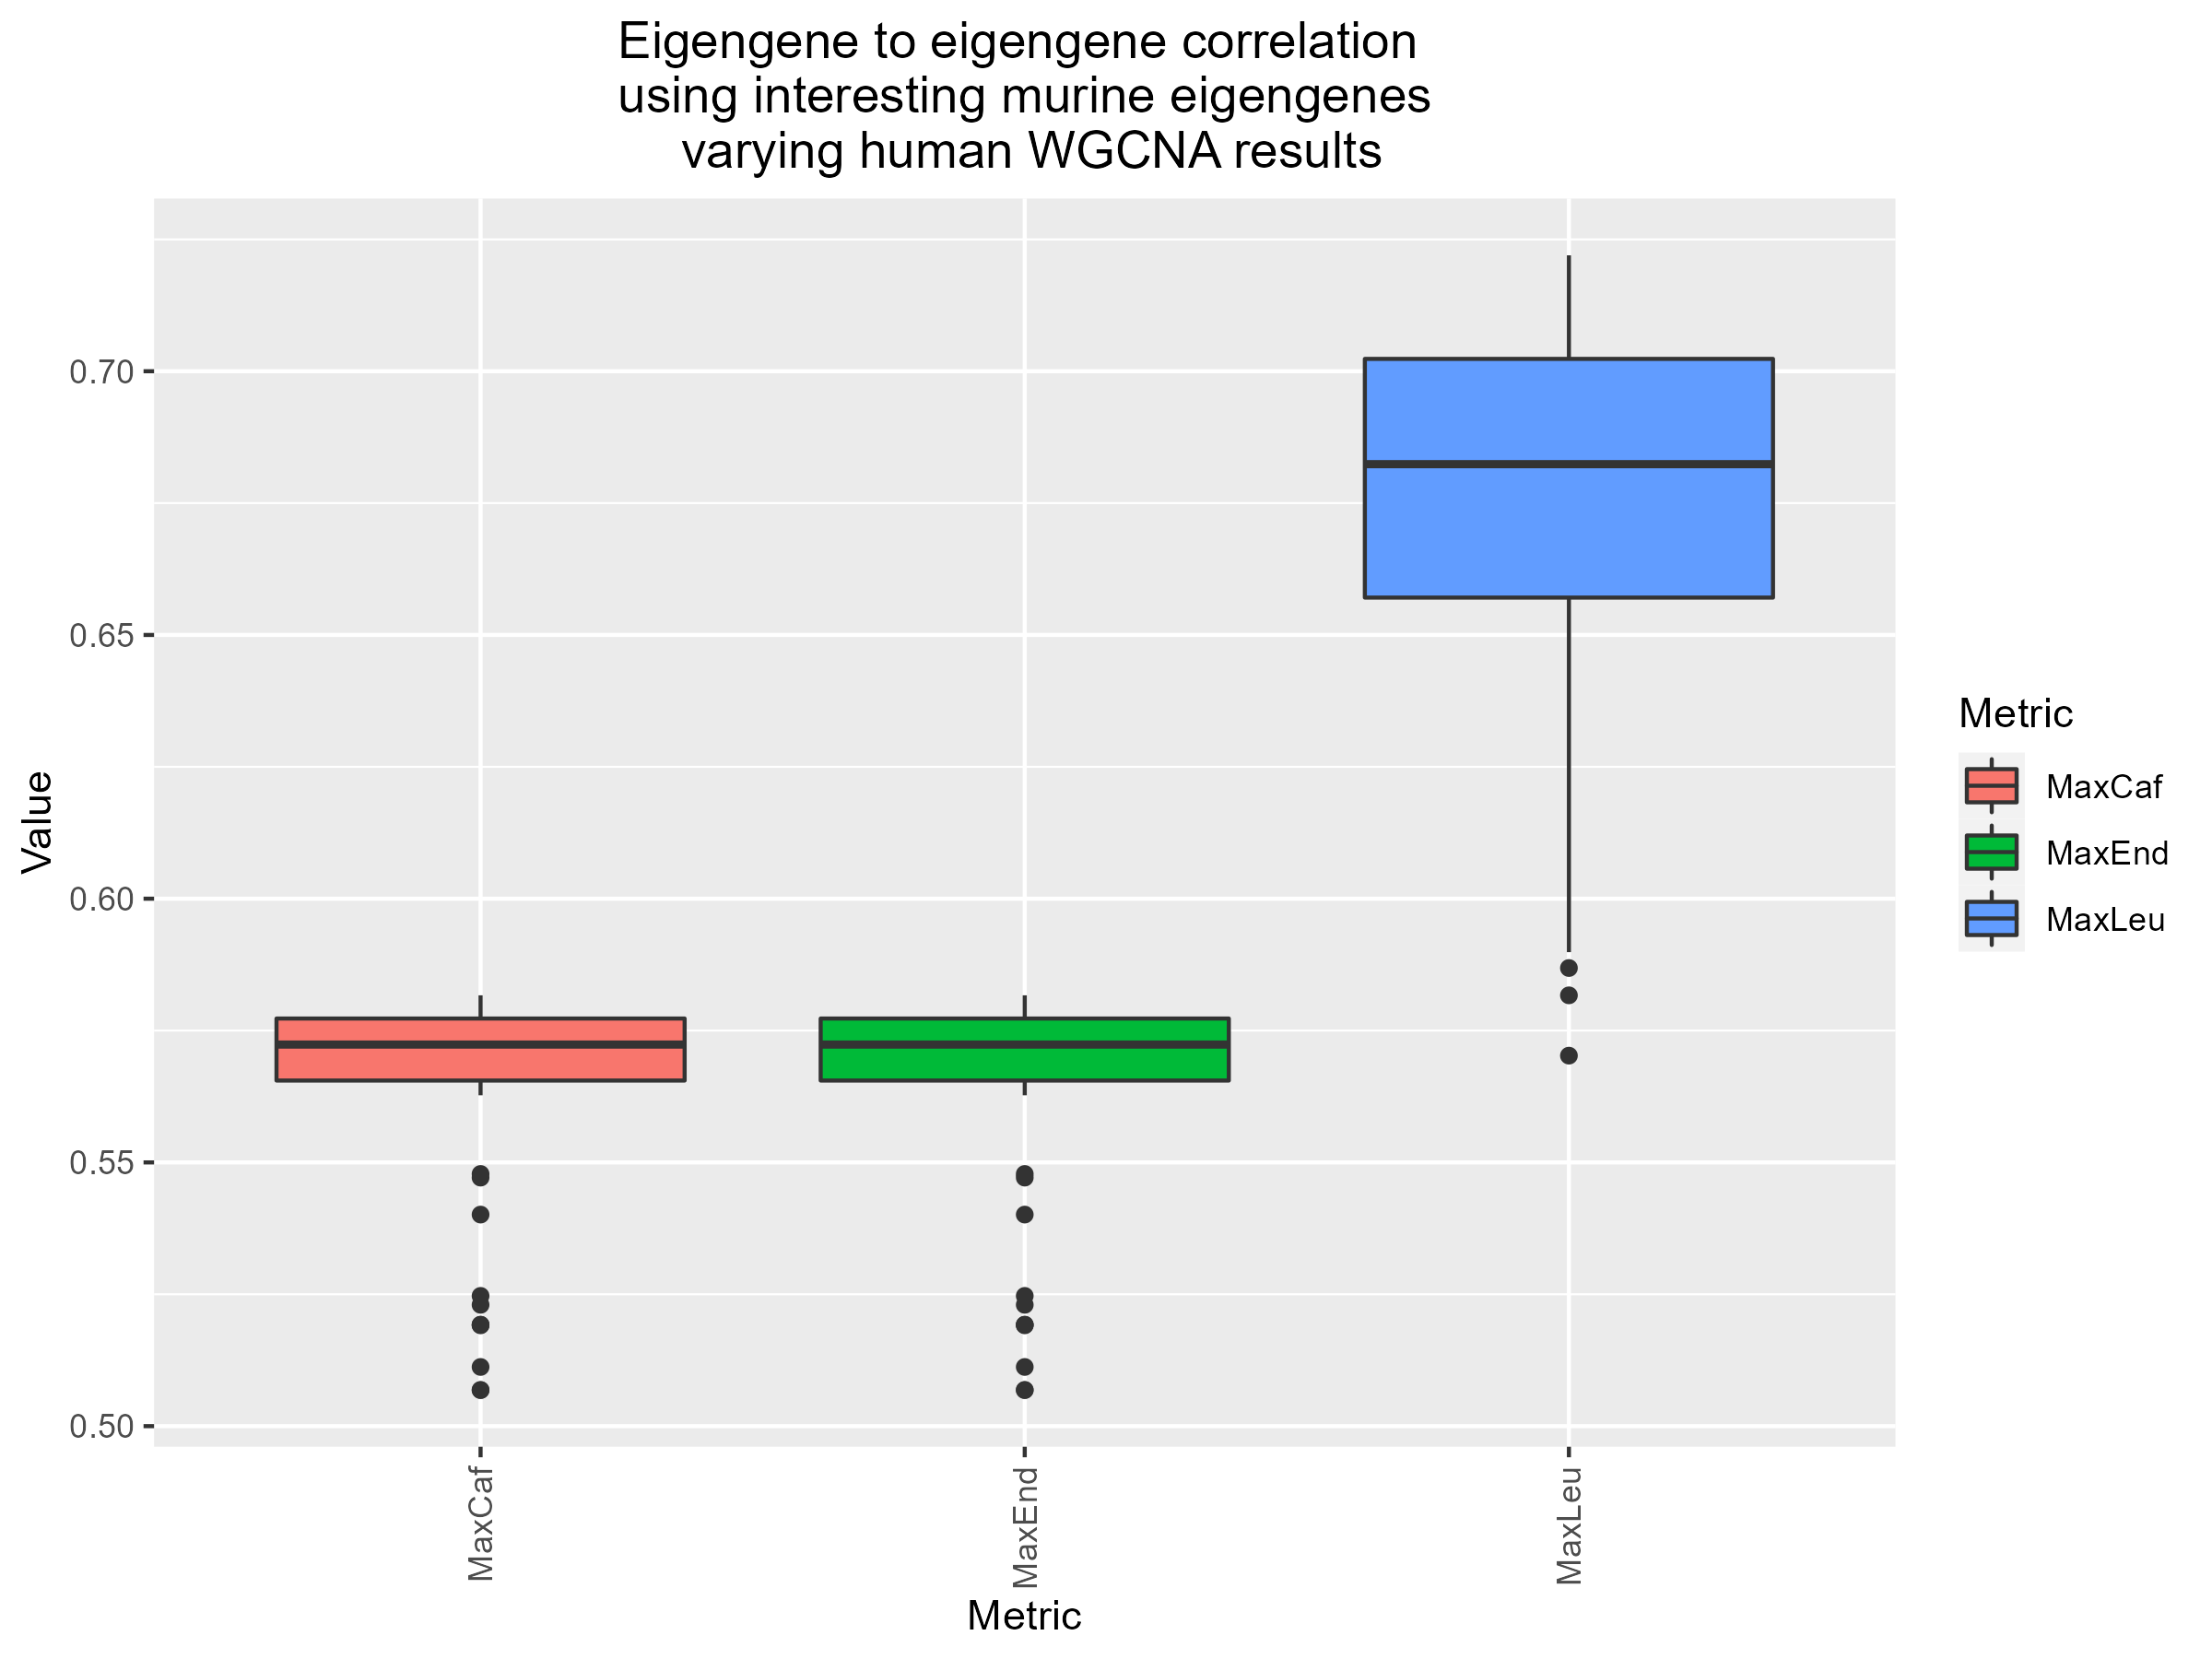 Eigengene to eigengene correlation
using interesting murine eigengenes
varying human WGCNA results
Value
0.70
0.65
0.60
0.55
0.50
MaxCaf
MaxEnd
MaxLeu
Metric
Metric
MaxCaf
MaxEnd
MaxLeu